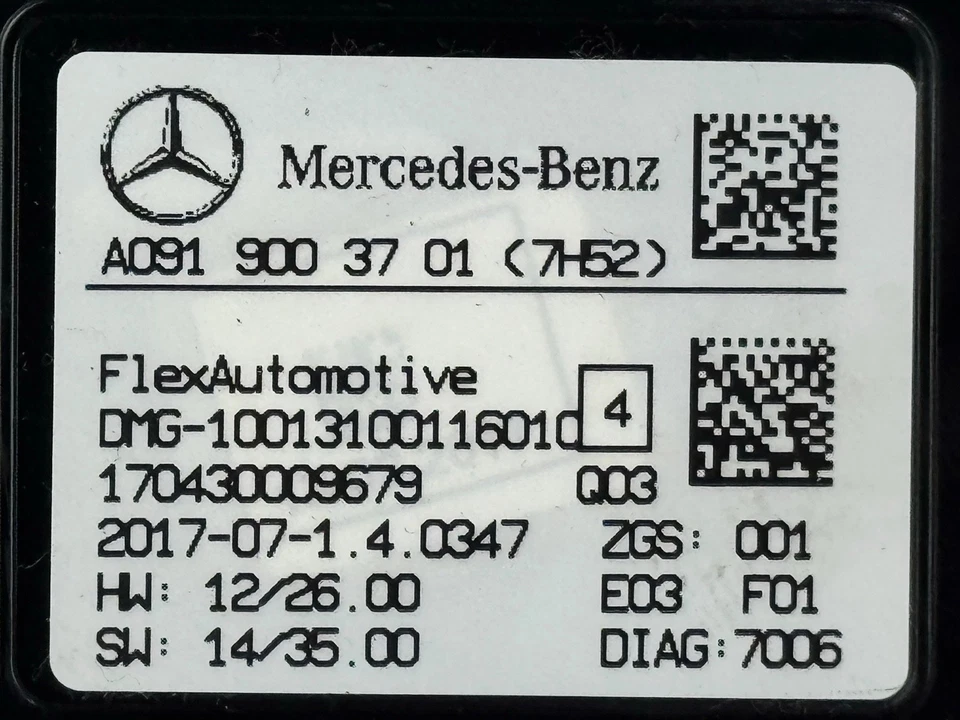 Mercedes-Benz
A091 900 37 01 (7H52)
FlexAutomotive
DMG-10013100116010 4
170430009679 Q03
2017-07-1.4.0347 ZGS: 001
HW: 12/26.00 E03 F01
SW: 14/35.00 DIAG:7006